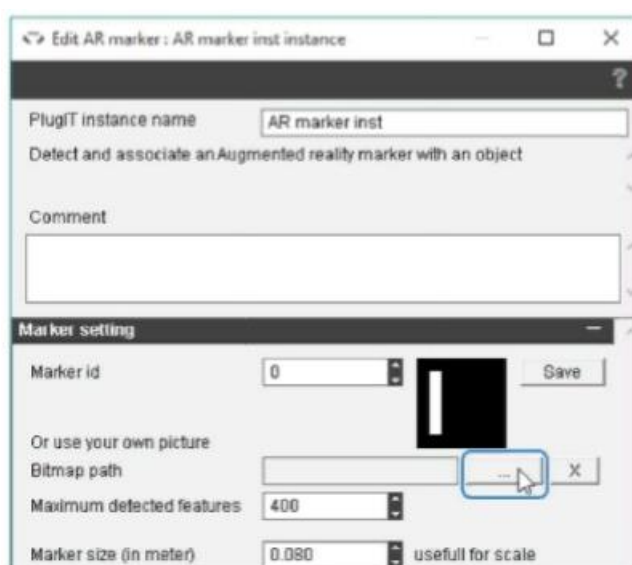 Edit AR marker : AR marker inst instance
?
PlugIT instance name AR marker inst
Detect and associate an Augmented reality marker with an object
Comment
Marker setting
Marker id 0 Save
Or use your own picture
Bitmap path ... X
Maximum detected features 400
Marker size (in meter) 0.080 usefull for scale